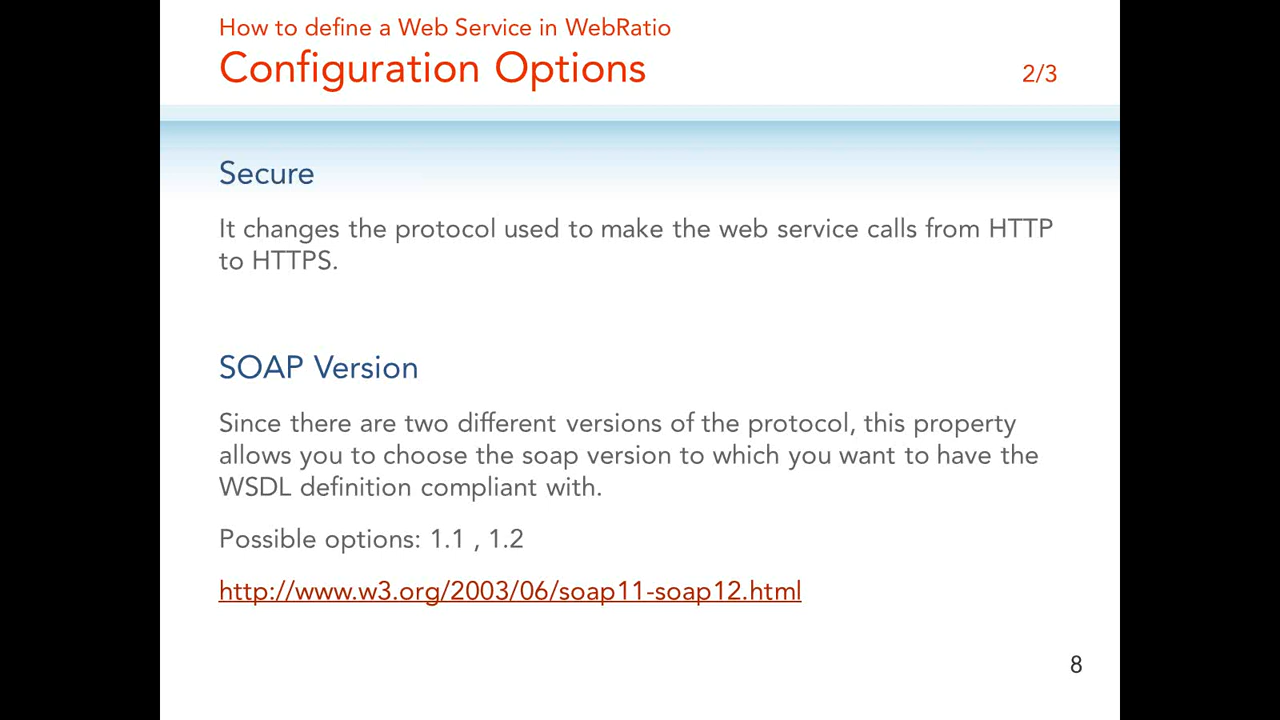 How to define a Web Service in WebRatio
Configuration Options
2/3
Secure
It changes the protocol used to make the web service calls from HTTP
to HTTPS.
SOAP Version
Since there are two different versions of the protocol, this property
allows you to choose the soap version to which you want to have the
WSDL definition compliant with.
Possible options: 1.1 , 1.2
http://www.w3.org/2003/06/soap11-soap12.html
8